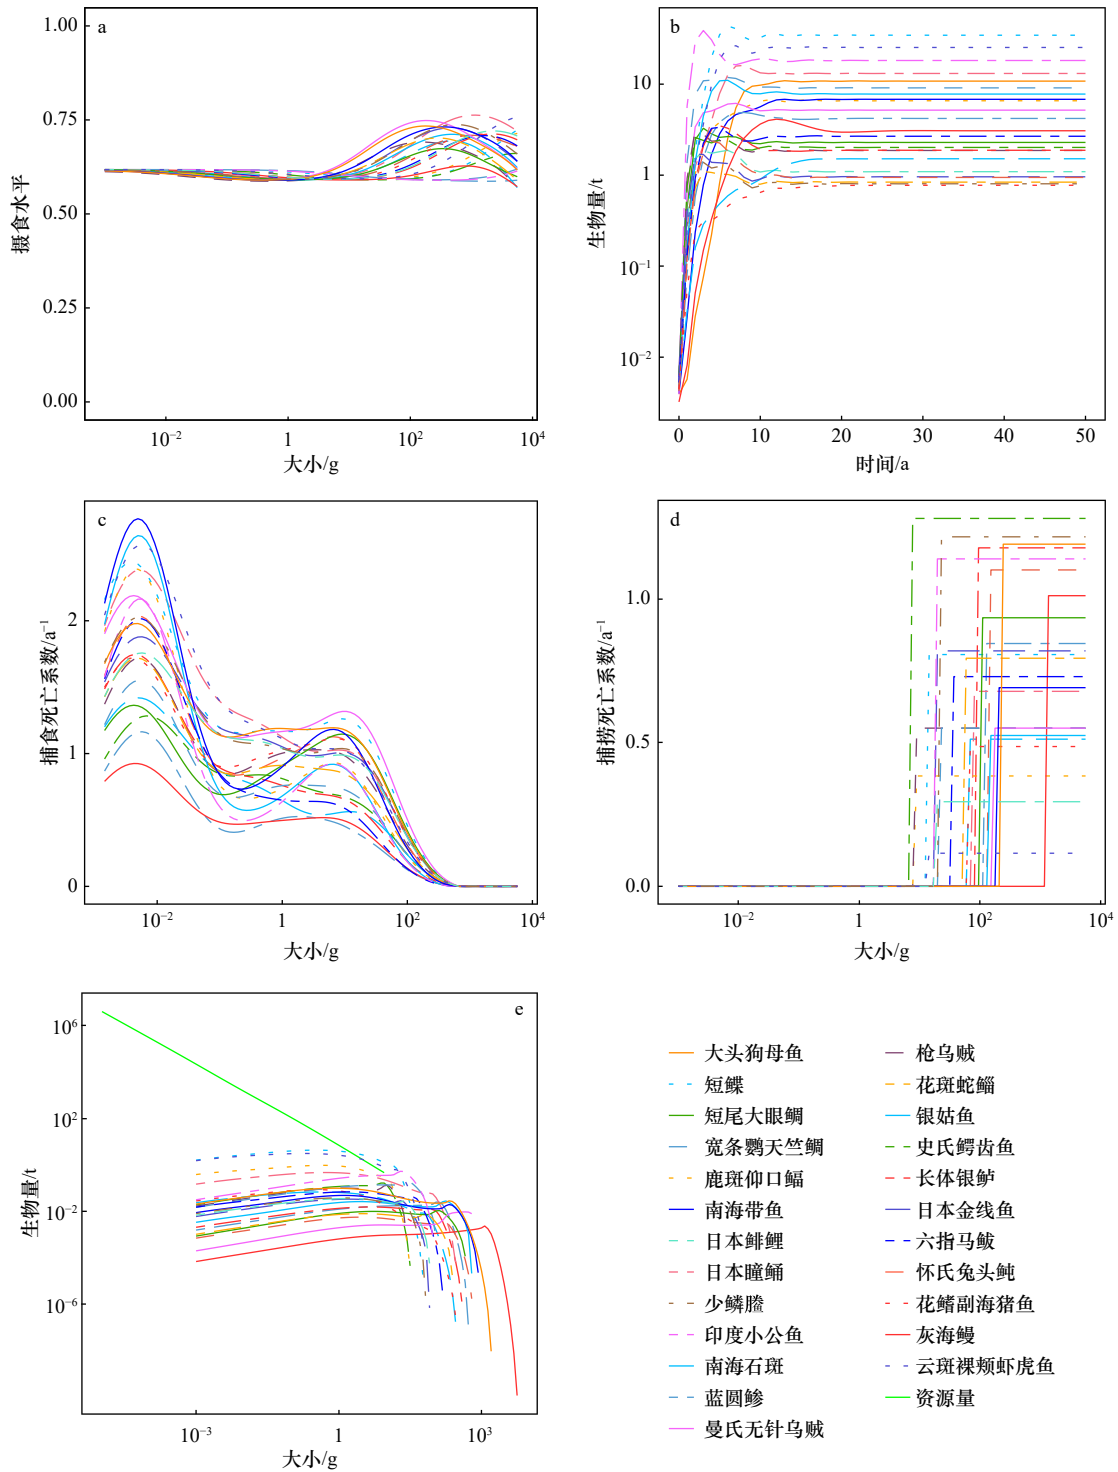 a
1.00
0.75
0.50
0.25
0.00
摄食水平
10⁻² 1 10² 10⁴
大小/g
b
10
1
10⁻¹
10⁻²
生物量/t
0 10 20 30 40 50
时间/a
c
2
1
0
捕食死亡系数/a⁻¹
10⁻² 1 10² 10⁴
大小/g
d
1.0
0.5
0.0
捕捞死亡系数/a⁻¹
10⁻² 1 10² 10⁴
大小/g
e
10⁶
10²
10⁻²
10⁻⁶
生物量/t
10⁻³ 1 10³
大小/g
大头狗母鱼
短鲽
短尾大眼鲷
宽条鹦天竺鲷
鹿斑仰口鲾
南海带鱼
日本鲱鲤
日本瞳鲬
少鳞䲢
印度小公鱼
南海石斑
蓝圆鲹
曼氏无针乌贼
枪乌贼
花斑蛇鲻
银姑鱼
史氏鳄齿鱼
长体银鲈
日本金线鱼
六指马鲅
怀氏兔头鲀
花鳍副海猪鱼
灰海鳗
云斑裸颊虾虎鱼
资源量